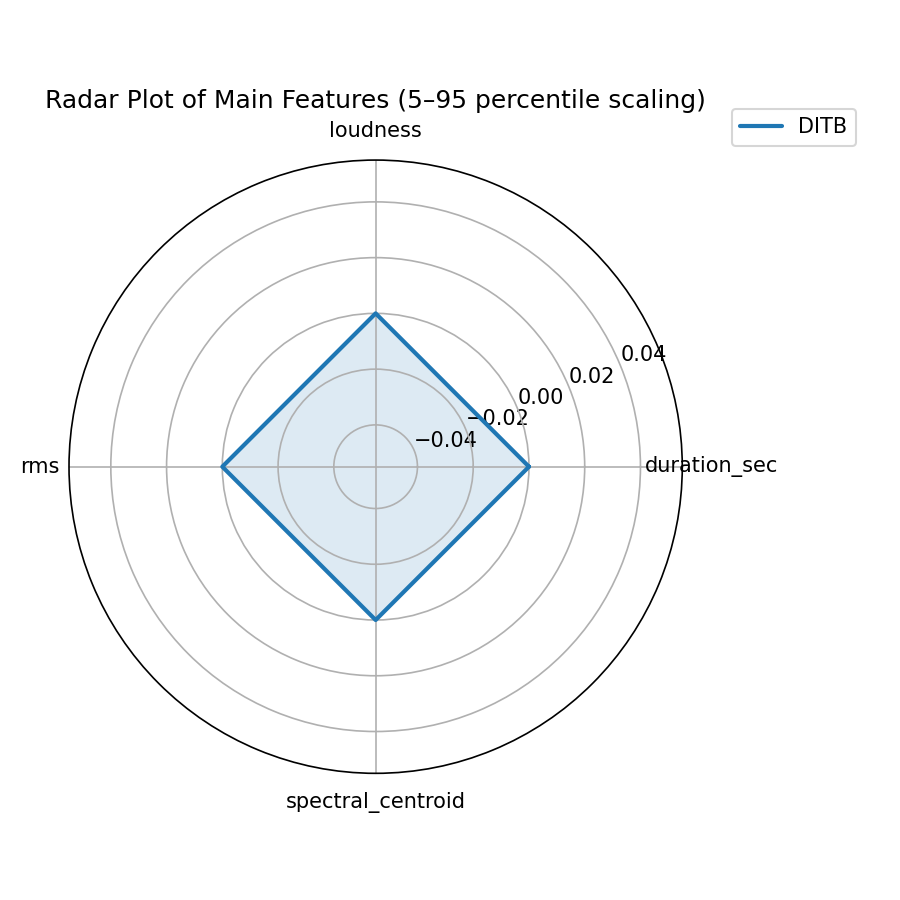 Radar Plot of Main Features (5–95 percentile scaling)
DITB
loudness
0.04
0.02
0.00
−0.02
−0.04
rms
duration_sec
spectral_centroid